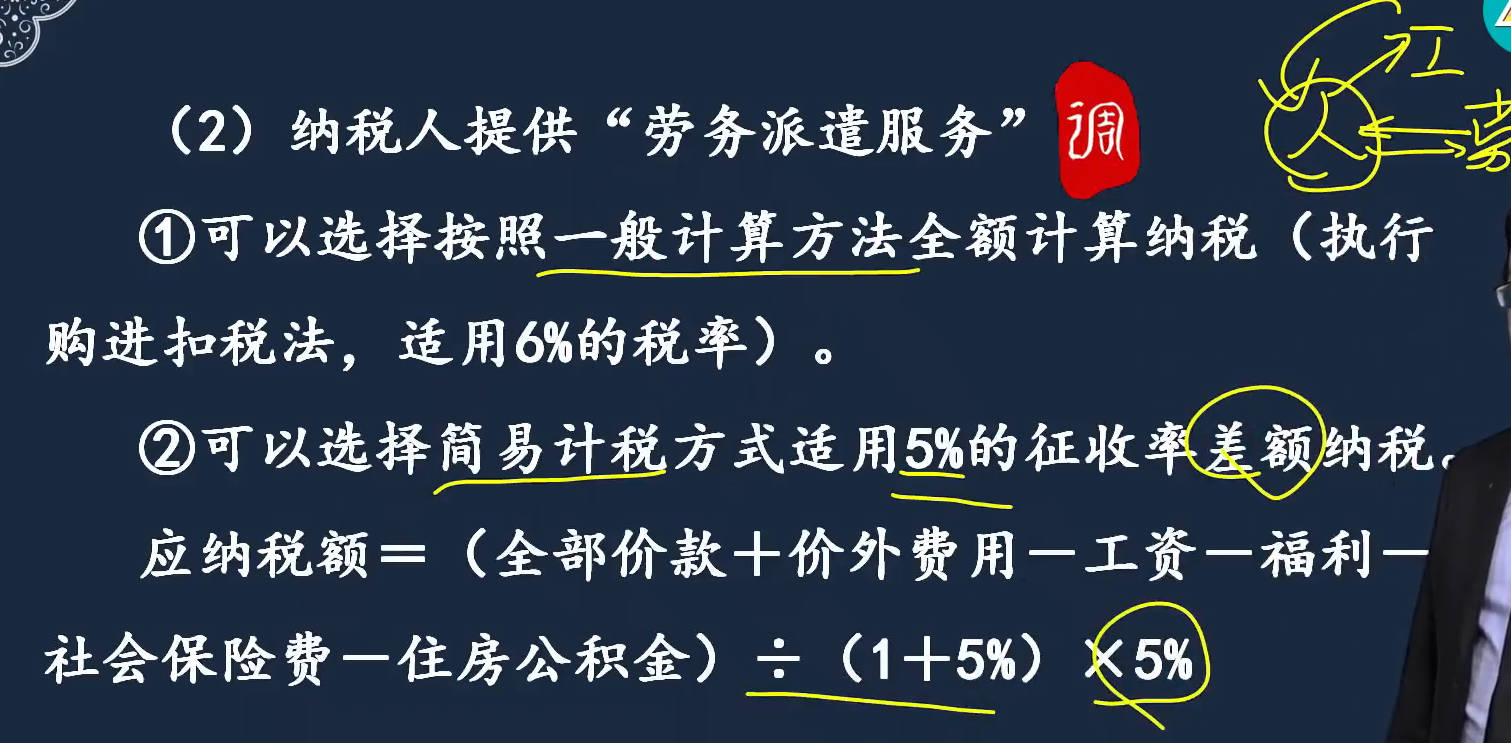 （2）纳税人提供“劳务派遣服务”调
①可以选择按照一般计算方法全额计算纳税（执行
购进扣税法，适用6%的税率）。
②可以选择简易计税方式适用5%的征收率差额纳税。
应纳税额＝（全部价款＋价外费用－工资－福利－
社会保险费－住房公积金）÷（1＋5%）×5%
人
工
劳